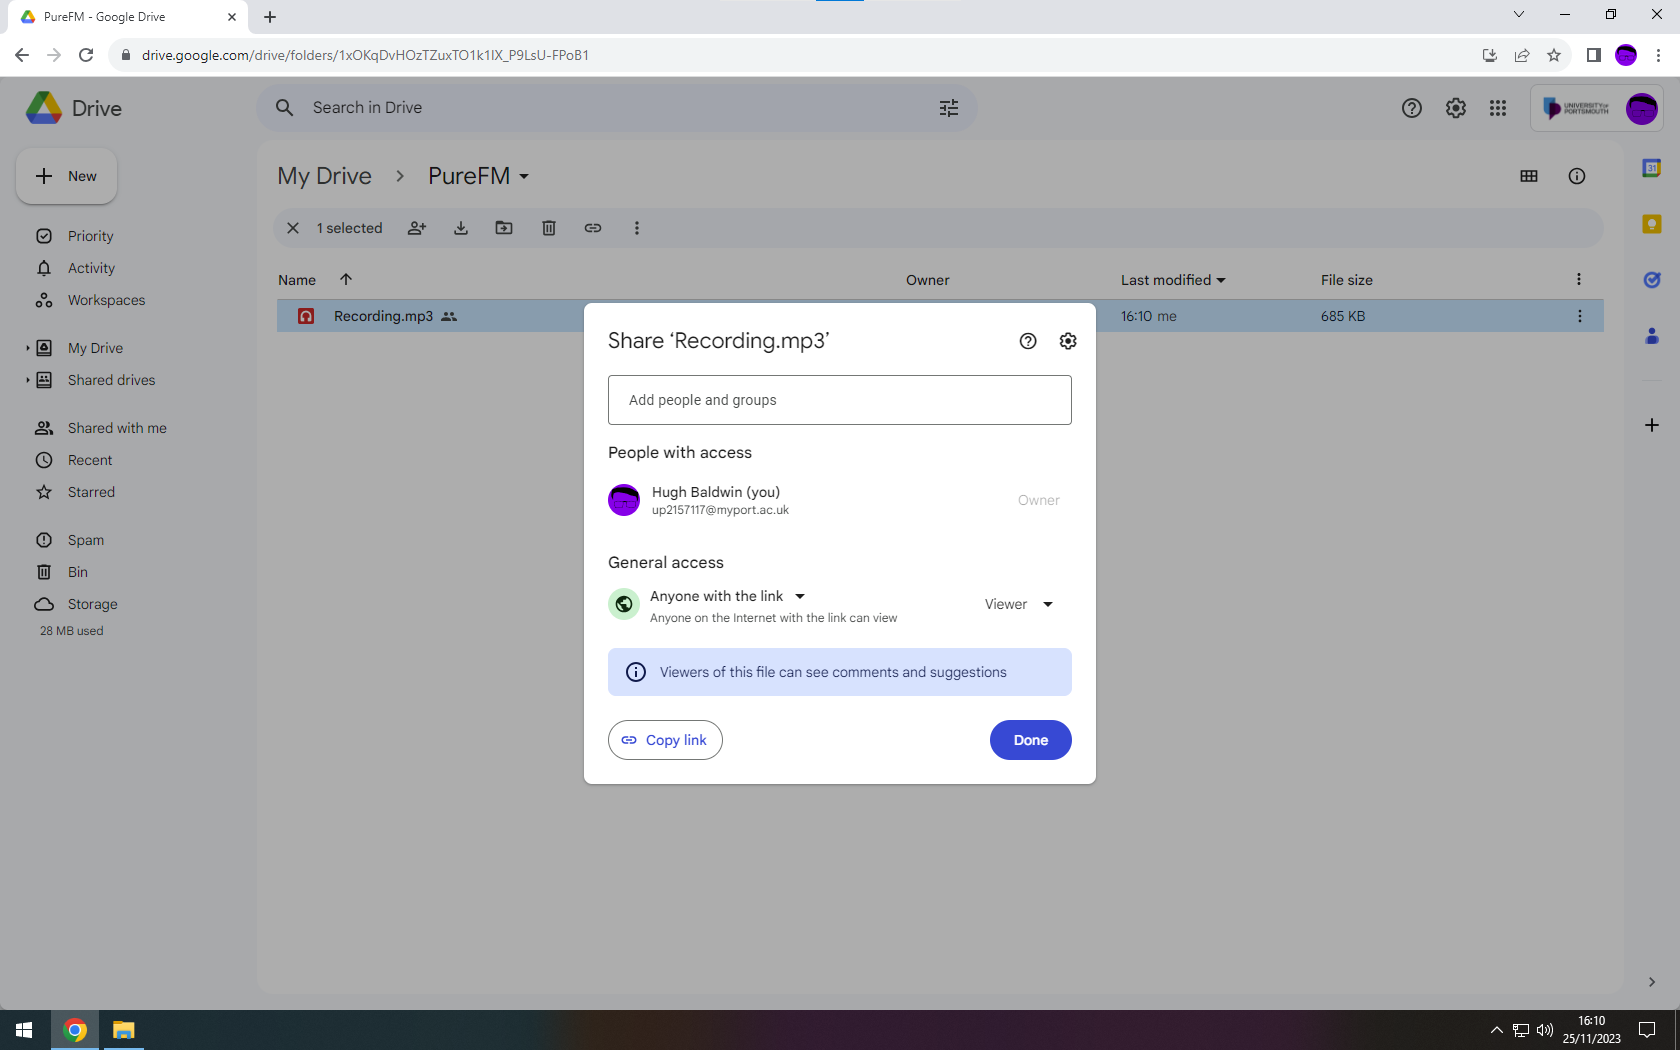 PureFM - Google Drive
drive.google.com/drive/folders/1xOKqDvHOzTZuxTO1k1IX_P9LsU-FPoB1
Drive
Search in Drive
UNIVERSITY OF
PORTSMOUTH
New
My Drive
PureFM
31
1 selected
Priority
Activity
Workspaces
My Drive
Shared drives
Shared with me
Recent
Starred
Spam
Bin
Storage
28 MB used
Name
Owner
Last modified
File size
Recording.mp3
16:10 me
685 KB
Share ‘Recording.mp3’
Add people and groups
People with access
Hugh Baldwin (you)
up2157117@myport.ac.uk
Owner
General access
Anyone with the link
Anyone on the Internet with the link can view
Viewer
Viewers of this file can see comments and suggestions
Copy link
Done
16:10
25/11/2023